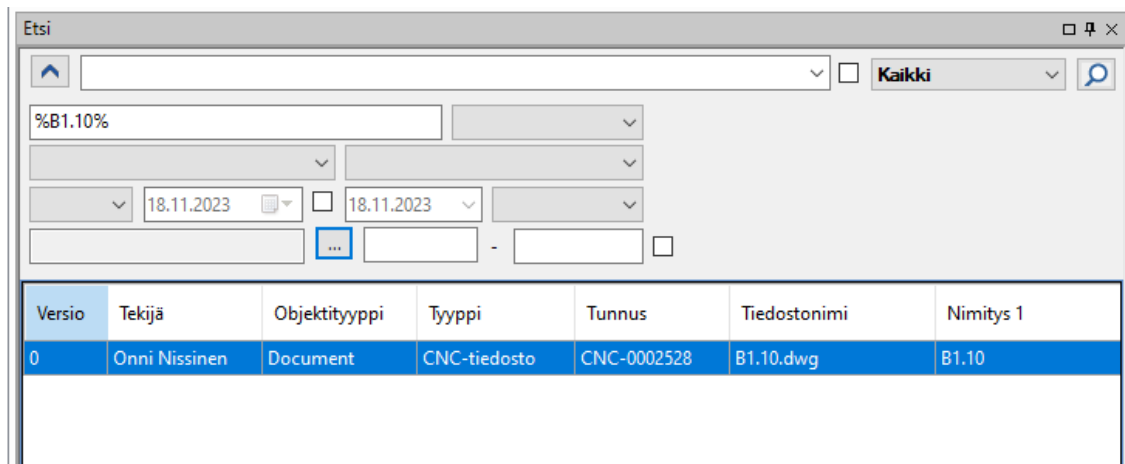 Etsi
Kaikki
%B1.10%
18.11.2023 18.11.2023
... -
Versio Tekijä Objektityyppi Tyyppi Tunnus Tiedostonimi Nimitys 1
0 Onni Nissinen Document CNC-tiedosto CNC-0002528 B1.10.dwg B1.10